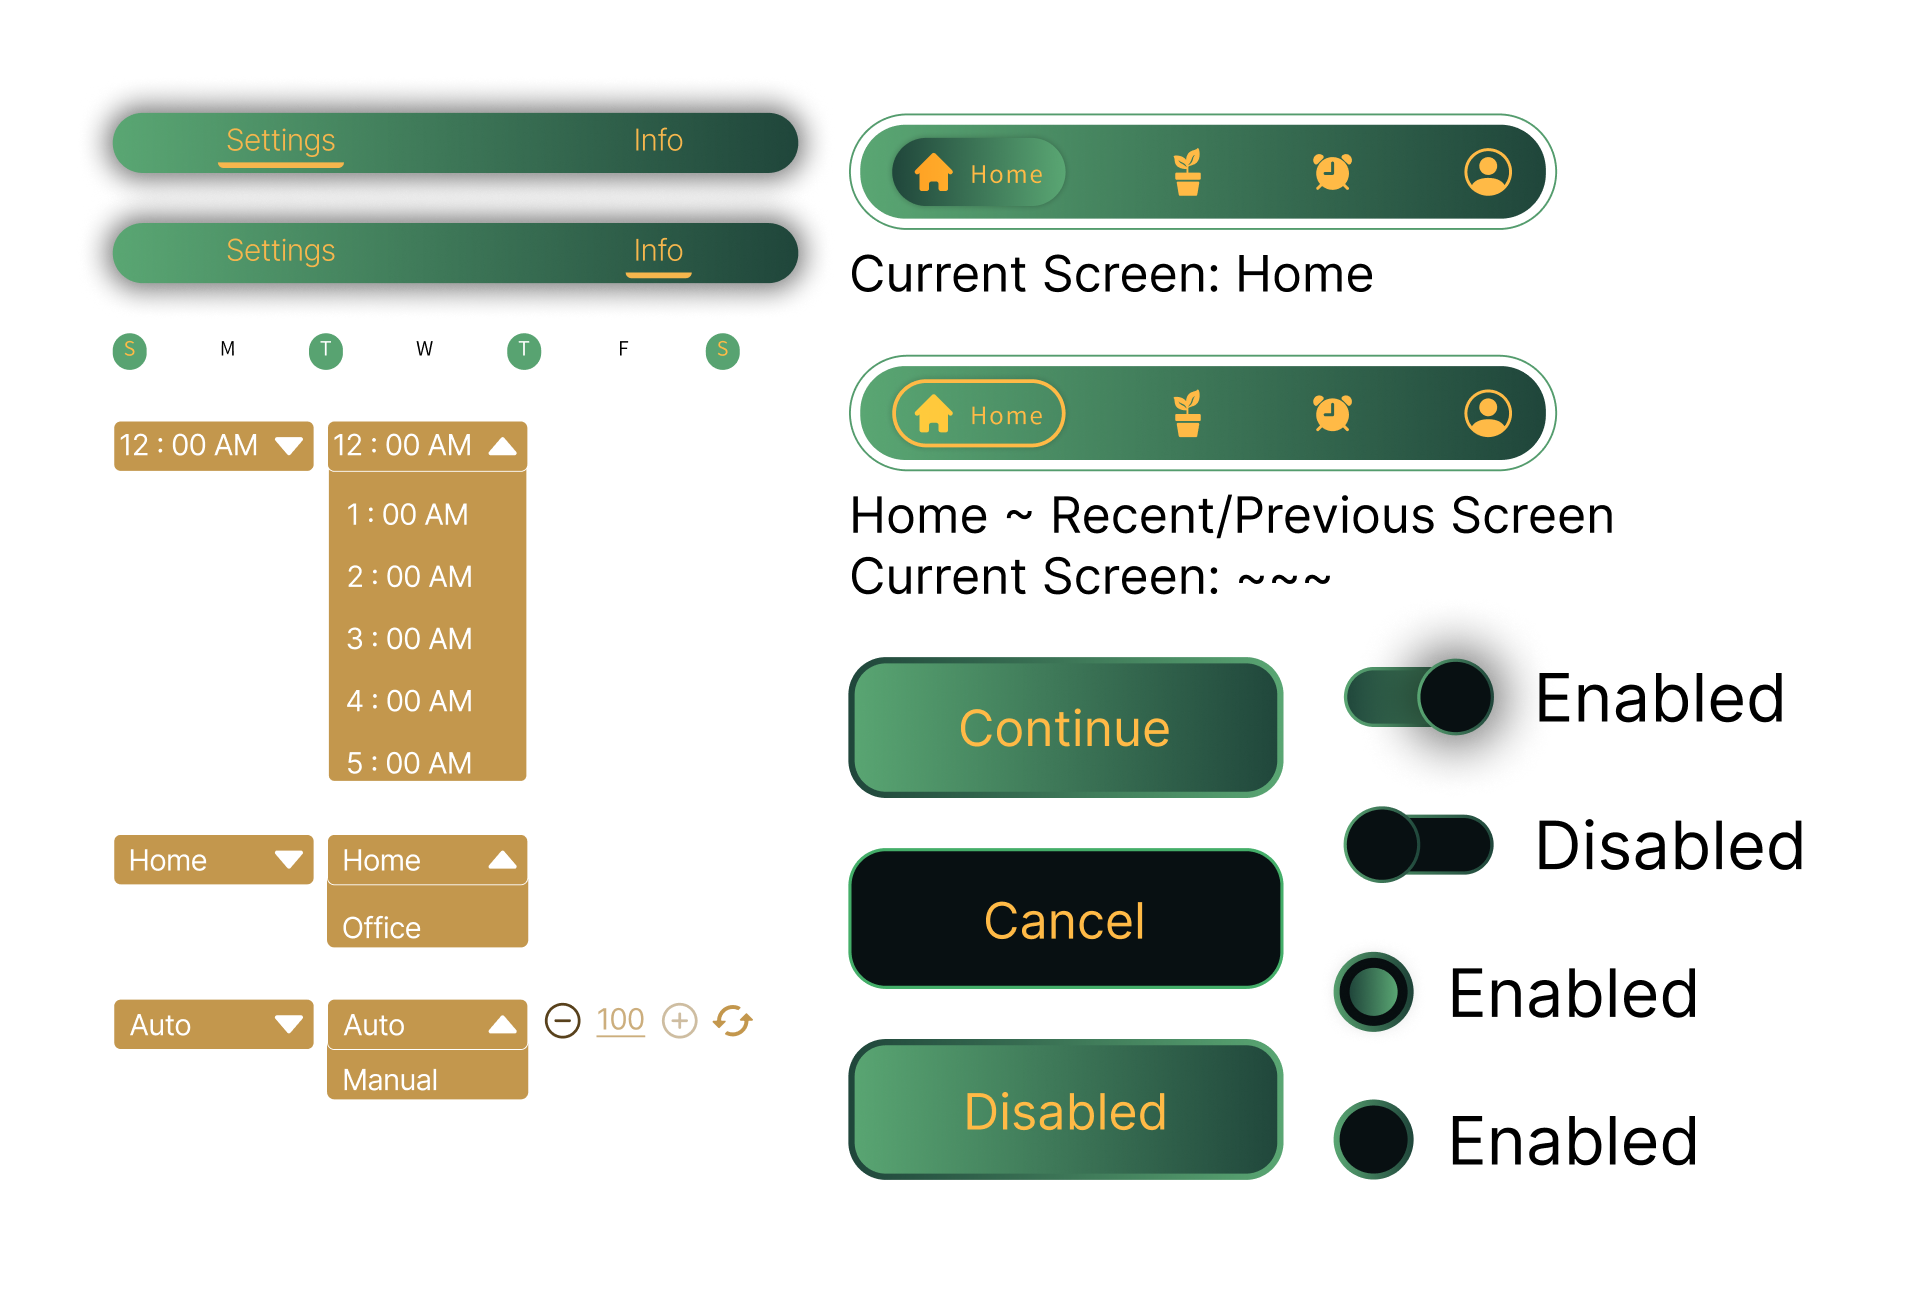 Settings Info
Settings Info
S M T W T F S
12 : 00 AM
12 : 00 AM
1 : 00 AM
2 : 00 AM
3 : 00 AM
4 : 00 AM
5 : 00 AM
Home
Home
Office
Auto
Auto
Manual
100
Home
Current Screen: Home
Home
Home ~ Recent/Previous Screen
Current Screen: ~~~
Continue
Cancel
Disabled
Enabled
Disabled
Enabled
Enabled